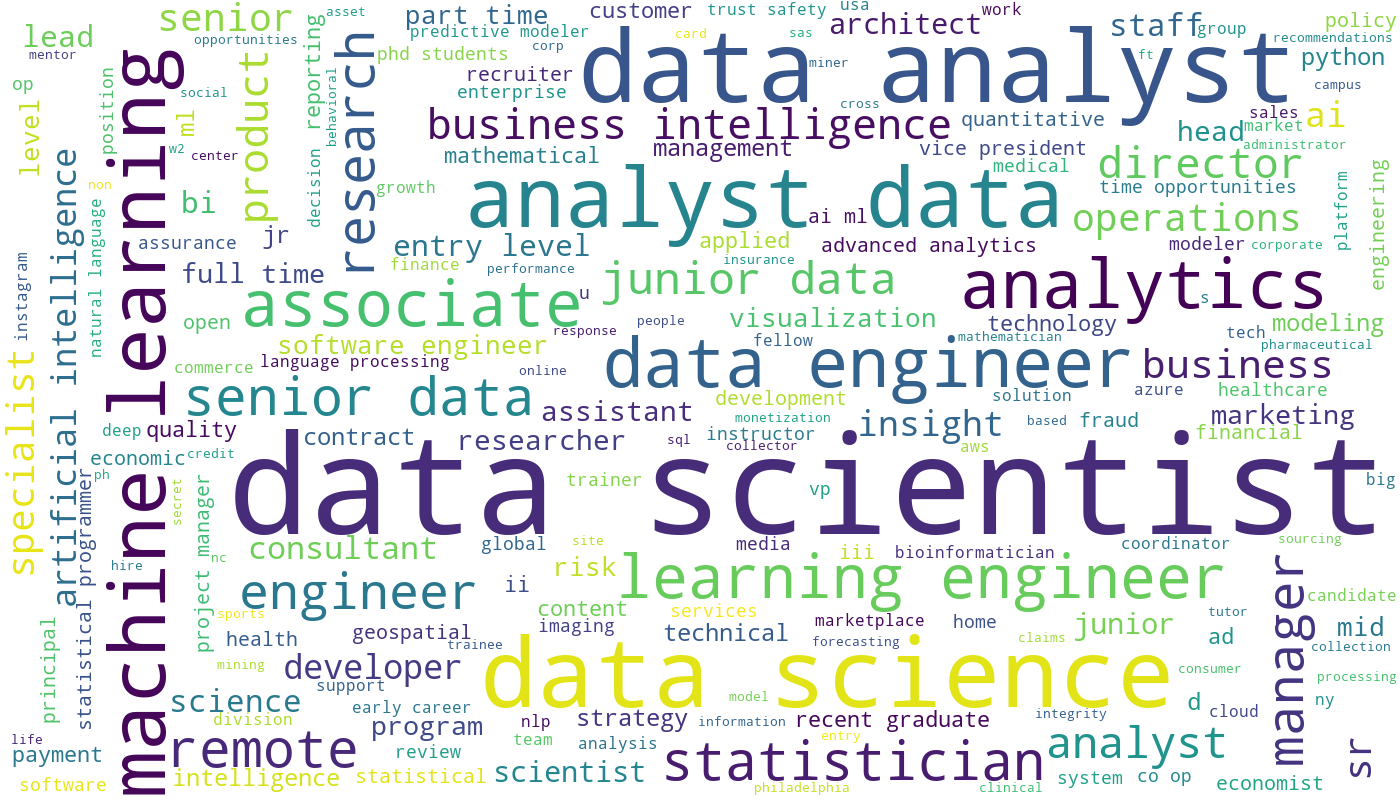 data scientist
data analyst
data science
machine learning
analyst data
data engineer
learning engineer
analytics
associate
senior data
statistician
business intelligence
junior data
engineer
remote
research
product
manager
analyst
business
operations
director
artificial intelligence
specialist
senior
lead
mentor
opportunities
asset
part time
predictive modeler
corp
phd students
customer
trust safety
usa
card
sas
architect
work
staff
group
policy
recommendations
python
ft
campus
miner
recruiter
enterprise
cross
quantitative
sales
ai
head
market
administrator
op
level
position
social
w2
ml
center
decision reporting
behavioral
mathematical
management
vice president
medical
time opportunities
platform
engineering
non
bi
growth
ai ml
natural language
assurance
jr
entry level
applied
advanced analytics
modeler
corporate
full time
finance
performance
insurance
instagram
u
s
open
response
people
visualization
technology
tech
modeling
software engineer
fellow
mathematician
pharmaceutical
commerce
language processing
online
development
solution
azure
healthcare
assistant
monetization
insight
based
fraud
marketing
deep
quality
contract
researcher
sql
instructor
collector
aws
financial
economic
credit
ph
secret
trainer
vp
big
statistical programmer
project manager
consultant
global
site
media
iii
bioinformatician
coordinator
sourcing
hire
nc
ii
risk
candidate
sports
content
services
marketplace
home
tutor
principal
health
geospatial
imaging
technical
forecasting
claims
junior
ad
mid
collection
trainee
mining
developer
consumer
processing
support
science
early career
model
d
cloud
ny
division
program
nlp
strategy
information
recent graduate
integrity
life
payment
review
team
analysis
entry
sr
software
intelligence
statistical
scientist
philadelphia
clinical
system
co op
economist